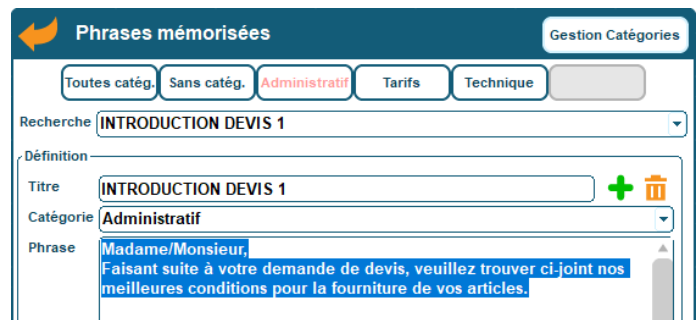 Phrases mémorisées
Gestion Catégories
Toutes catég.
Sans catég.
Administratif
Tarifs
Technique
Recherche
INTRODUCTION DEVIS 1
Définition
Titre
INTRODUCTION DEVIS 1
Catégorie
Administratif
Phrase
Madame/Monsieur,
Faisant suite à votre demande de devis, veuillez trouver ci-joint nos
meilleures conditions pour la fourniture de vos articles.